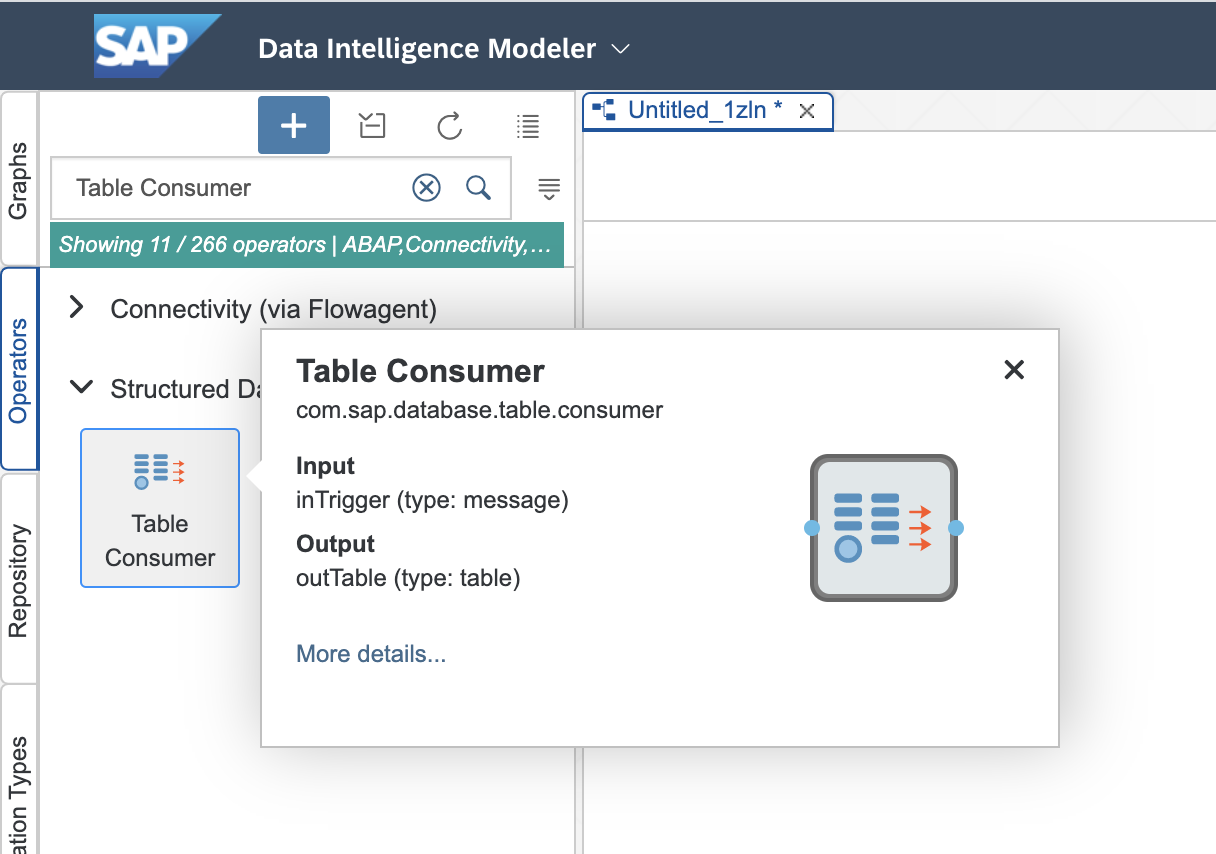 SAP
Data Intelligence Modeler
Graphs
Operators
Repository
ation Types
Untitled_1zln *
Table Consumer
Showing 11 / 266 operators | ABAP,Connectivity,…
Connectivity (via Flowagent)
Structured Da
Table
Consumer
Table Consumer
com.sap.database.table.consumer
Input
inTrigger (type: message)
Output
outTable (type: table)
More details...